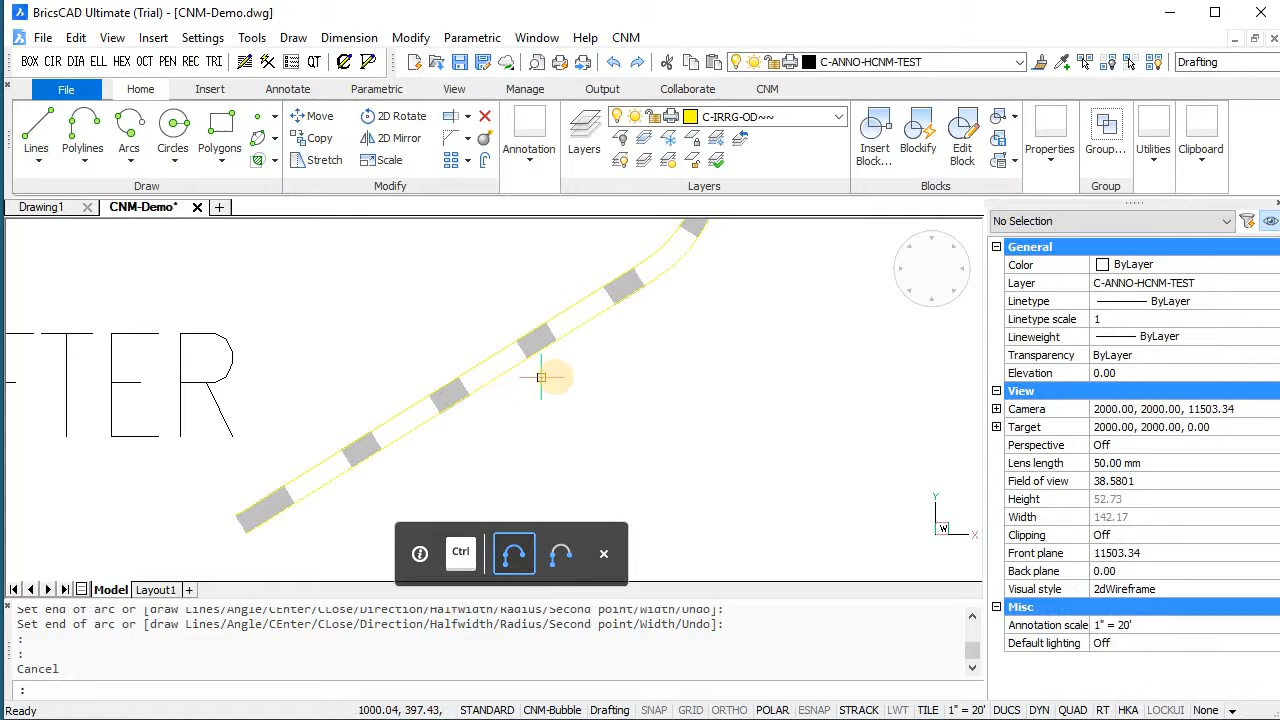 BricsCAD Ultimate (Trial) - [CNM-Demo.dwg]
File Edit View Insert Settings Tools Draw Dimension Modify Parametric Window Help CNM
BOX CIR DIA ELL HEX OCT PEN REC TRI QT C-ANNO-HCNM-TEST Drafting
File Home Insert Annotate Parametric View Manage Output Collaborate CNM
Lines Polylines Arcs Circles Polygons
Move 2D Rotate
Copy 2D Mirror
Stretch Scale
Annotation
Layers
C-IRRG-OD~~
Insert Block... Blockify Edit Block
Properties Group... Utilities Clipboard
Draw Modify Layers Blocks Group
Drawing1 CNM-Demo*
TER
Ctrl
Y
W
X
Model Layout1
No Selection
General
Color ByLayer
Layer C-ANNO-HCNM-TEST
Linetype ByLayer
Linetype scale 1
Lineweight ByLayer
Transparency ByLayer
Elevation 0.00
View
Camera 2000.00, 2000.00, 11503.34
Target 2000.00, 2000.00, 0.00
Perspective Off
Lens length 50.00 mm
Field of view 38.5801
Height 52.73
Width 142.17
Clipping Off
Front plane 11503.34
Back plane 0.00
Visual style 2dWireframe
Misc
Annotation scale 1" = 20'
Default lighting Off
Set end of arc or [draw Lines/Angle/CEnter/CLose/Direction/Halfwidth/Radius/Second point/Width/Undo]:
Set end of arc or [draw Lines/Angle/CEnter/CLose/Direction/Halfwidth/Radius/Second point/Width/Undo]:
:
:
Cancel
:
Ready 1000.04, 397.43, STANDARD CNM-Bubble Drafting SNAP GRID ORTHO POLAR ESNAP STRACK LWT TILE 1" = 20' DUCS DYN QUAD RT HKA LOCKUI None